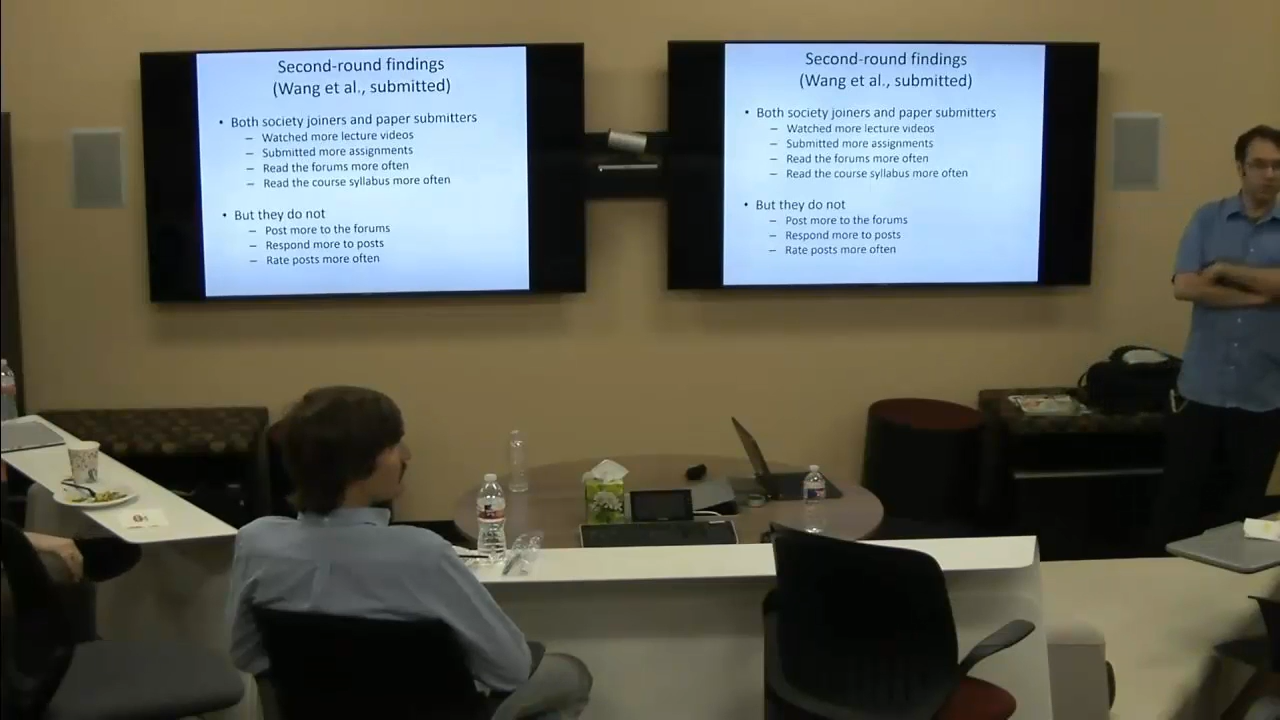 Second-round findings
(Wang et al., submitted)
• Both society joiners and paper submitters
– Watched more lecture videos
– Submitted more assignments
– Read the forums more often
– Read the course syllabus more often
• But they do not
– Post more to the forums
– Respond more to posts
– Rate posts more often
Second-round findings
(Wang et al., submitted)
• Both society joiners and paper submitters
– Watched more lecture videos
– Submitted more assignments
– Read the forums more often
– Read the course syllabus more often
• But they do not
– Post more to the forums
– Respond more to posts
– Rate posts more often